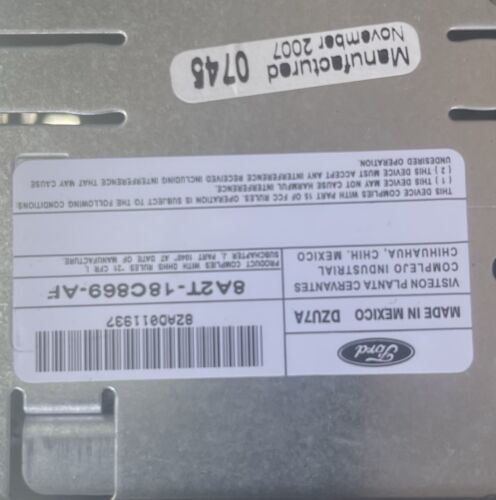 Ford
82AD011937
MADE IN MEXICO DZU7A
VISTEON PLANTA CERVANTES
COMPLEJO INDUSTRIAL
CHIHUAHUA, CHIH, MEXICO
8A2T-18C869-AF
PRODUCT COMPLIES WITH DHHS RULES "21 CFR (
SUBCHAPTER J, PART 1040" AT DATE OF MANUFACTURE.
THIS DEVICE COMPLIES WITH PART 15 OF FCC RULES. OPERATION IS SUBJECT TO THE FOLLOWING CONDITIONS:
( 1 ) THIS DEVICE MAY NOT CAUSE HARMFUL INTERFERENCE.
( 2 ) THIS DEVICE MUST ACCEPT ANY INTERFERENCE RECEIVED INCLUDING INTERFERENCE THAT MAY CAUSE
UNDESIRED OPERATION.
Manufactured 0745
November 2007